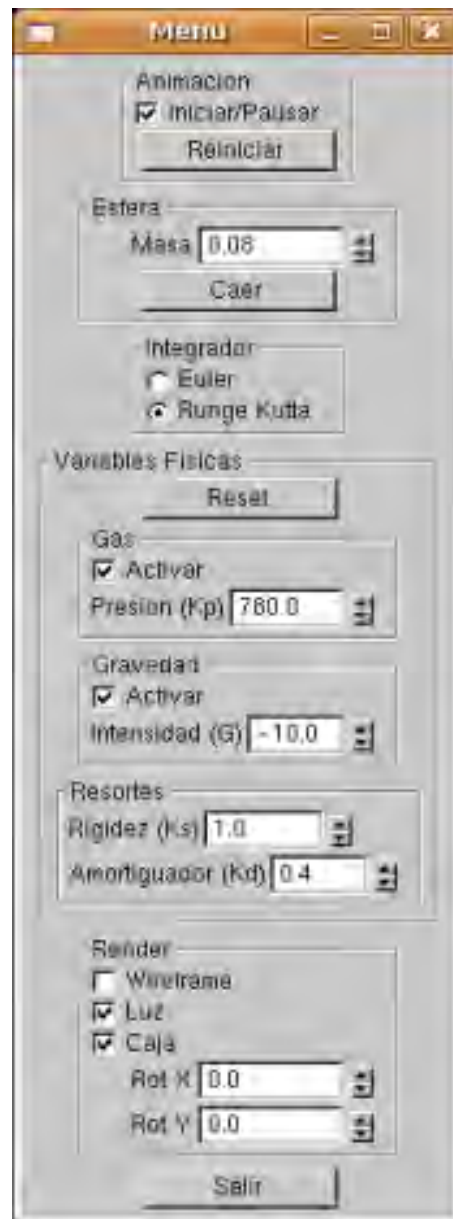 Menu
Animacion
Iniciar/Pausar
Reiniciar
Esfera
Masa 0.08
Caer
Integrador
Euler
Runge Kutta
Variables Fisicas
Reset
Gas
Activar
Presion (Kp) 780.0
Gravedad
Activar
Intensidad (G) -10.0
Resortes
Rigidez (Ks) 1.0
Amortiguador (Kd) 0.4
Render
Wireframe
Luz
Caja
Rot X 0.0
Rot Y 0.0
Salir